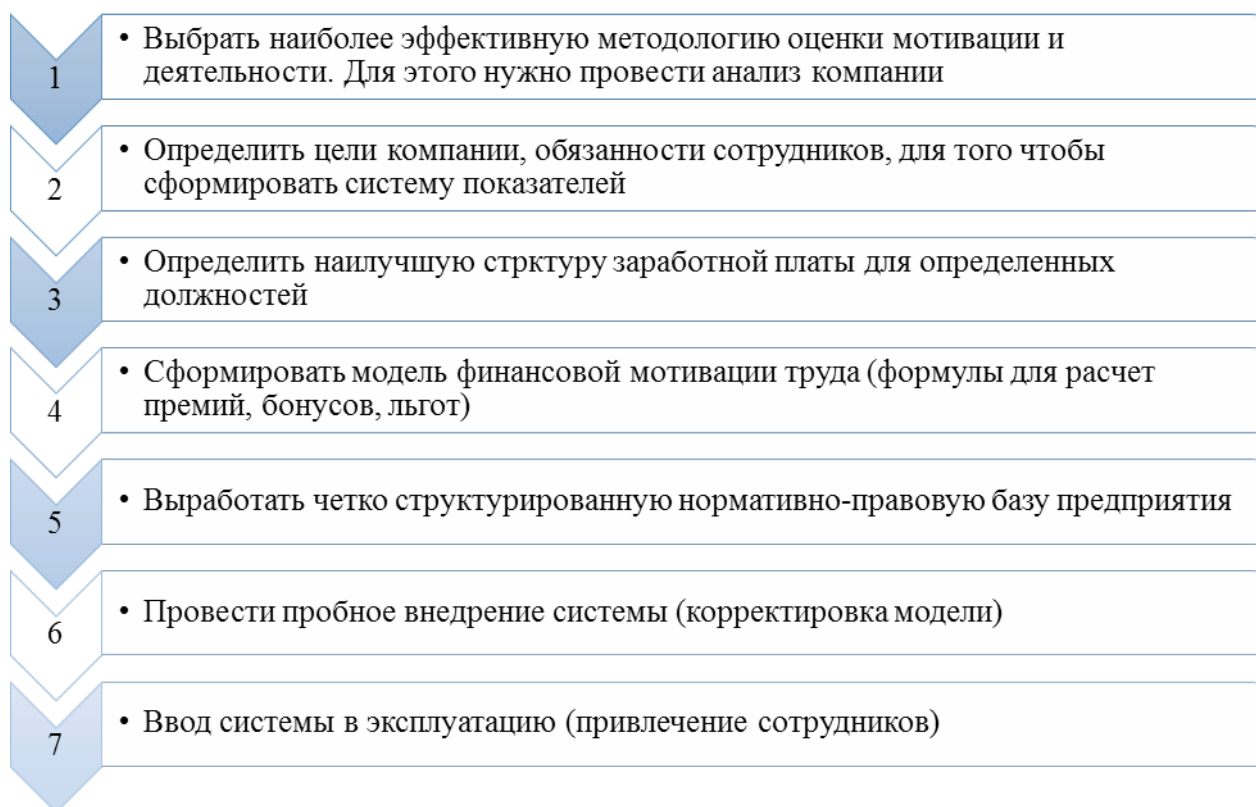 1
• Выбрать наиболее эффективную методологию оценки мотивации и
деятельности. Для этого нужно провести анализ компании
2
• Определить цели компании, обязанности сотрудников, для того чтобы
сформировать систему показателей
3
• Определить наилучшую стрктуру заработной платы для определенных
должностей
4
• Сформировать модель финансовой мотивации труда (формулы для расчет
премий, бонусов, льгот)
5
• Выработать четко структурированную нормативно-правовую базу предприятия
6
• Провести пробное внедрение системы (корректировка модели)
7
• Ввод системы в эксплуатацию (привлечение сотрудников)